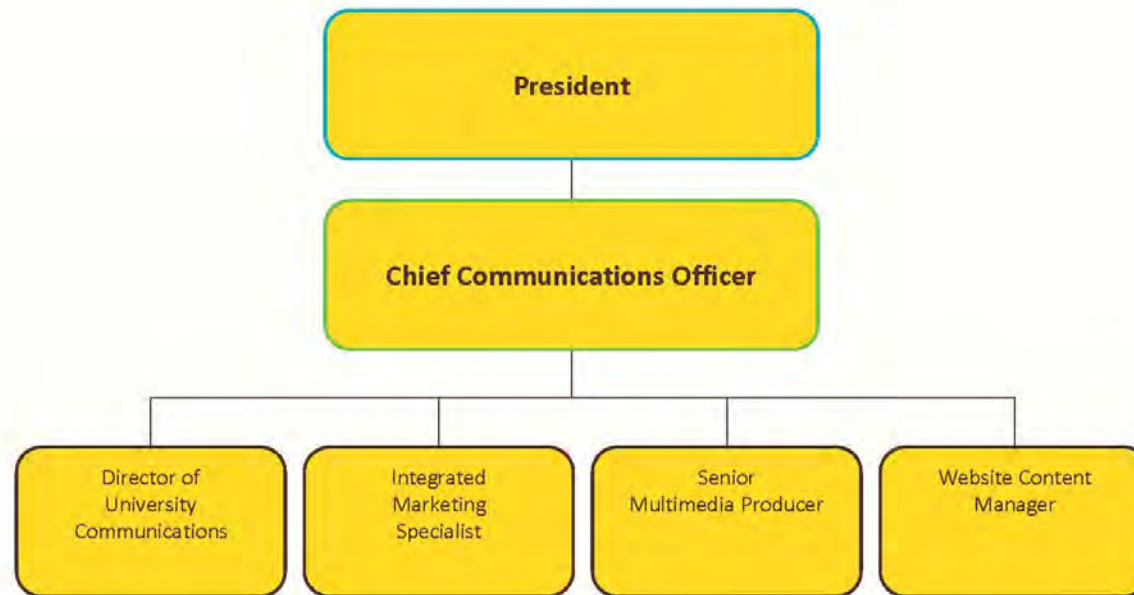 President
Chief Communications Officer
Director of
University
Communications
Integrated
Marketing
Specialist
Senior
Multimedia Producer
Website Content
Manager